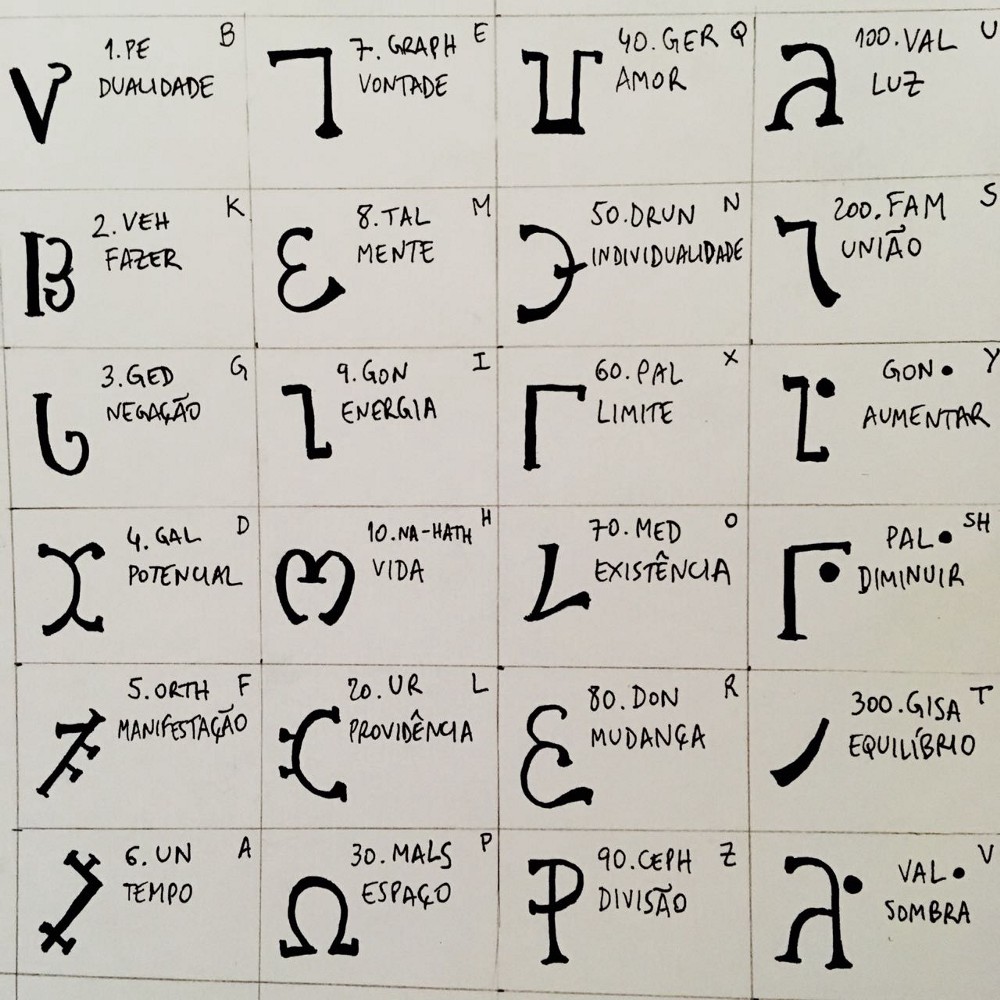 1. PE B
DUALIDADE
7. GRAPH E
VONTADE
40. GER Q
AMOR
100. VAL U
LUZ
2. VEH K
FAZER
8. TAL M
MENTE
50. DRUN N
INDIVIDUALIDADE
200. FAM S
UNIÃO
3. GED G
NEGAÇÃO
9. GON I
ENERGIA
60. PAL X
LIMITE
GON• Y
AUMENTAR
4. GAL D
POTENCIAL
10. NA-HATH H
VIDA
70. MED O
EXISTÊNCIA
PAL• SH
DIMINUIR
5. ORTH F
MANIFESTAÇÃO
20. UR L
PROVIDÊNCIA
80. DON R
MUDANÇA
300. GISA T
EQUILÍBRIO
6. UN A
TEMPO
30. MALS P
ESPAÇO
90. CEPH Z
DIVISÃO
VAL• V
SOMBRA